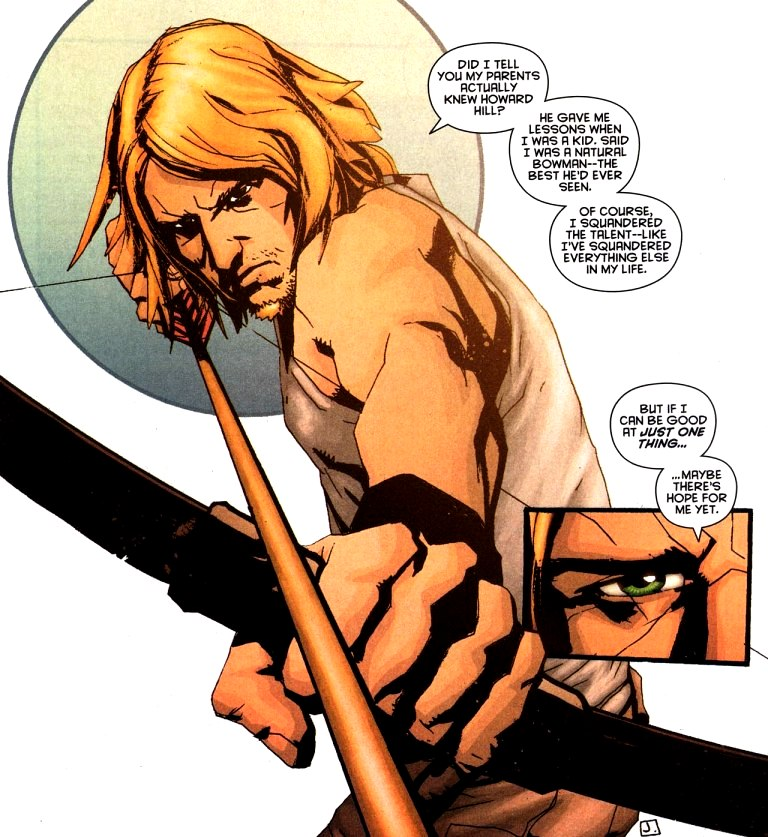 DID I TELL
YOU MY PARENTS
ACTUALLY
KNEW HOWARD
HILL?
HE GAVE ME
LESSONS WHEN
I WAS A KID. SAID
I WAS A NATURAL
BOWMAN--THE
BEST HE'D EVER
SEEN.
OF COURSE,
I SQUANDERED
THE TALENT--LIKE
I'VE SQUANDERED
EVERYTHING ELSE
IN MY LIFE.
BUT IF I
CAN BE GOOD
AT JUST ONE
THING...
...MAYBE
THERE'S
HOPE FOR
ME YET.